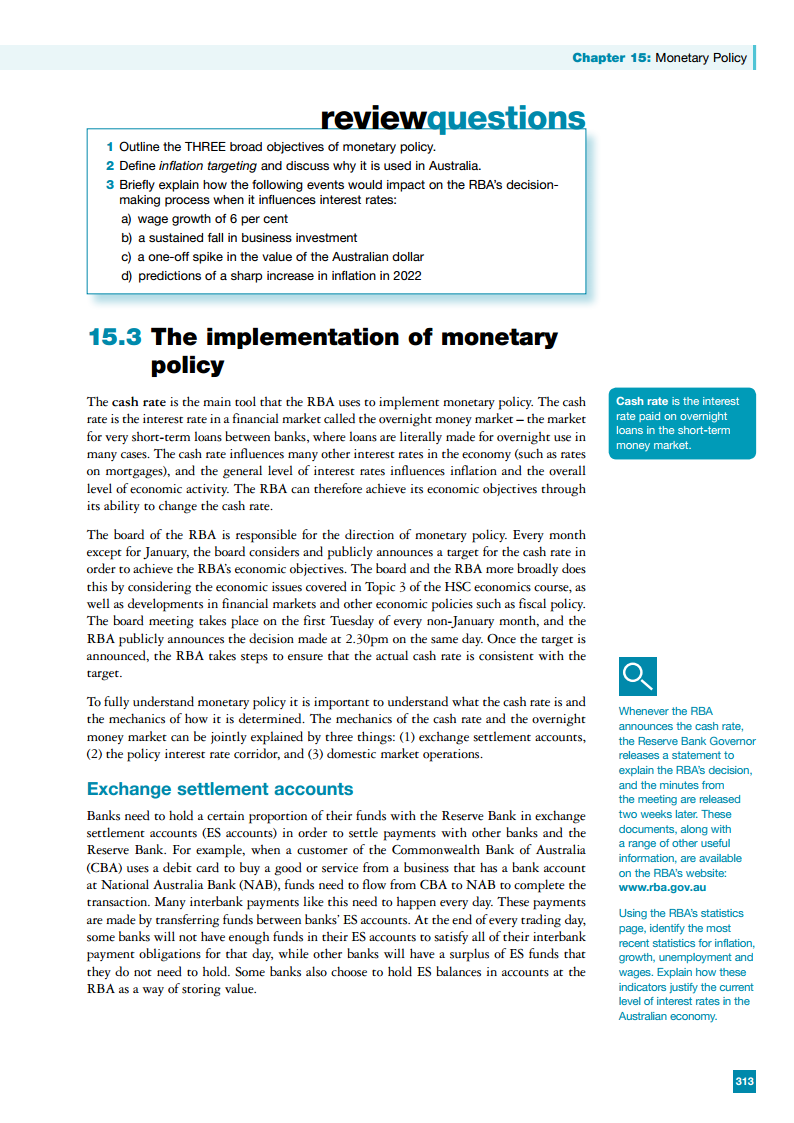 Chapter 15: Monetary Policy
reviewquestions
1 Outline the THREE broad objectives of monetary policy.
2 Define inflation targeting and discuss why it is used in Australia.
3 Briefly explain how the following events would impact on the RBA's decision-
making process when it influences interest rates:
a) wage growth of 6 per cent
b) a sustained fall in business investment
c) a one-off spike in the value of the Australian dollar
d) predictions of a sharp increase in inflation in 2022
15.3 The implementation of monetary
policy
The cash rate is the main tool that the RBA uses to implement monetary policy. The cash
rate is the interest rate in a financial market called the overnight money market – the market
for very short-term loans between banks, where loans are literally made for overnight use in
many cases. The cash rate influences many other interest rates in the economy (such as rates
on mortgages), and the general level of interest rates influences inflation and the overall
level of economic activity. The RBA can therefore achieve its economic objectives through
its ability to change the cash rate.
Cash rate is the interest
rate paid on overnight
loans in the short-term
money market.
The board of the RBA is responsible for the direction of monetary policy. Every month
except for January, the board considers and publicly announces a target for the cash rate in
order to achieve the RBA's economic objectives. The board and the RBA more broadly does
this by considering the economic issues covered in Topic 3 of the HSC economics course, as
well as developments in financial markets and other economic policies such as fiscal policy.
The board meeting takes place on the first Tuesday of every non-January month, and the
RBA publicly announces the decision made at 2.30pm on the same day. Once the target is
announced, the RBA takes steps to ensure that the actual cash rate is consistent with the
target.
To fully understand monetary policy it is important to understand what the cash rate is and
the mechanics of how it is determined. The mechanics of the cash rate and the overnight
money market can be jointly explained by three things: (1) exchange settlement accounts,
(2) the policy interest rate corridor, and (3) domestic market operations.
Exchange settlement accounts
Banks need to hold a certain proportion of their funds with the Reserve Bank in exchange
settlement accounts (ES accounts) in order to settle payments with other banks and the
Reserve Bank. For example, when a customer of the Commonwealth Bank of Australia
(CBA) uses a debit card to buy a good or service from a business that has a bank account
at National Australia Bank (NAB), funds need to flow from CBA to NAB to complete the
transaction. Many interbank payments like this need to happen every day. These payments
are made by transferring funds between banks' ES accounts. At the end of every trading day,
some banks will not have enough funds in their ES accounts to satisfy all of their interbank
payment obligations for that day, while other banks will have a surplus of ES funds that
they do not need to hold. Some banks also choose to hold ES balances in accounts at the
RBA as a way of storing value.
Whenever the RBA
announces the cash rate,
the Reserve Bank Governor
releases a statement to
explain the RBA's decision,
and the minutes from
the meeting are released
two weeks later. These
documents, along with
a range of other useful
information, are available
on the RBA's website:
www.rba.gov.au
Using the RBA's statistics
page, identify the most
recent statistics for inflation,
growth, unemployment and
wages. Explain how these
indicators justify the current
level of interest rates in the
Australian economy.
313